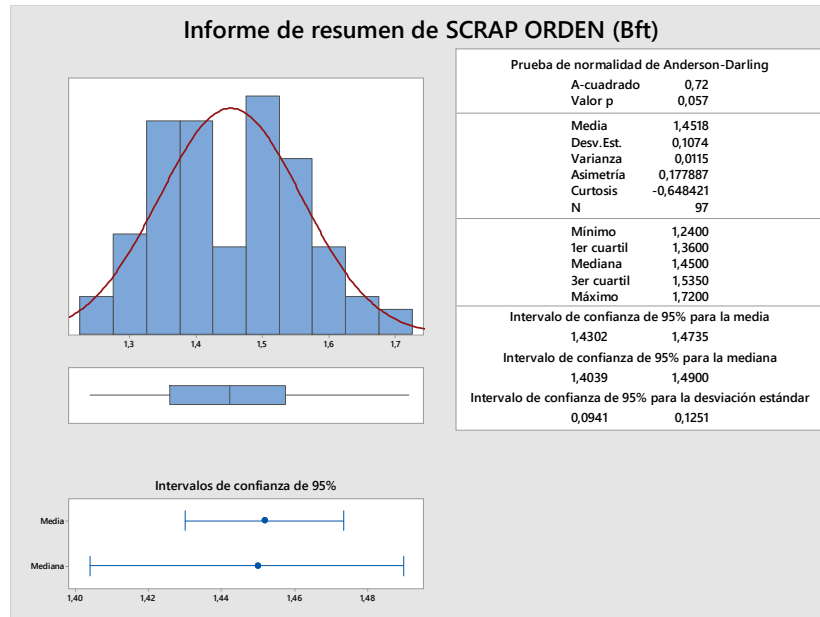 Informe de resumen de SCRAP ORDEN (Bft)
1,3 1,4 1,5 1,6 1,7
Prueba de normalidad de Anderson-Darling
A-cuadrado 0,72
Valor p 0,057
Media 1,4518
Desv.Est. 0,1074
Varianza 0,0115
Asimetría 0,177887
Curtosis -0,648421
N 97
Mínimo 1,2400
1er cuartil 1,3600
Mediana 1,4500
3er cuartil 1,5350
Máximo 1,7200
Intervalo de confianza de 95% para la media
1,4302 1,4735
Intervalo de confianza de 95% para la mediana
1,4039 1,4900
Intervalo de confianza de 95% para la desviación estándar
0,0941 0,1251
Intervalos de confianza de 95%
Media
Mediana
1,40 1,42 1,44 1,46 1,48